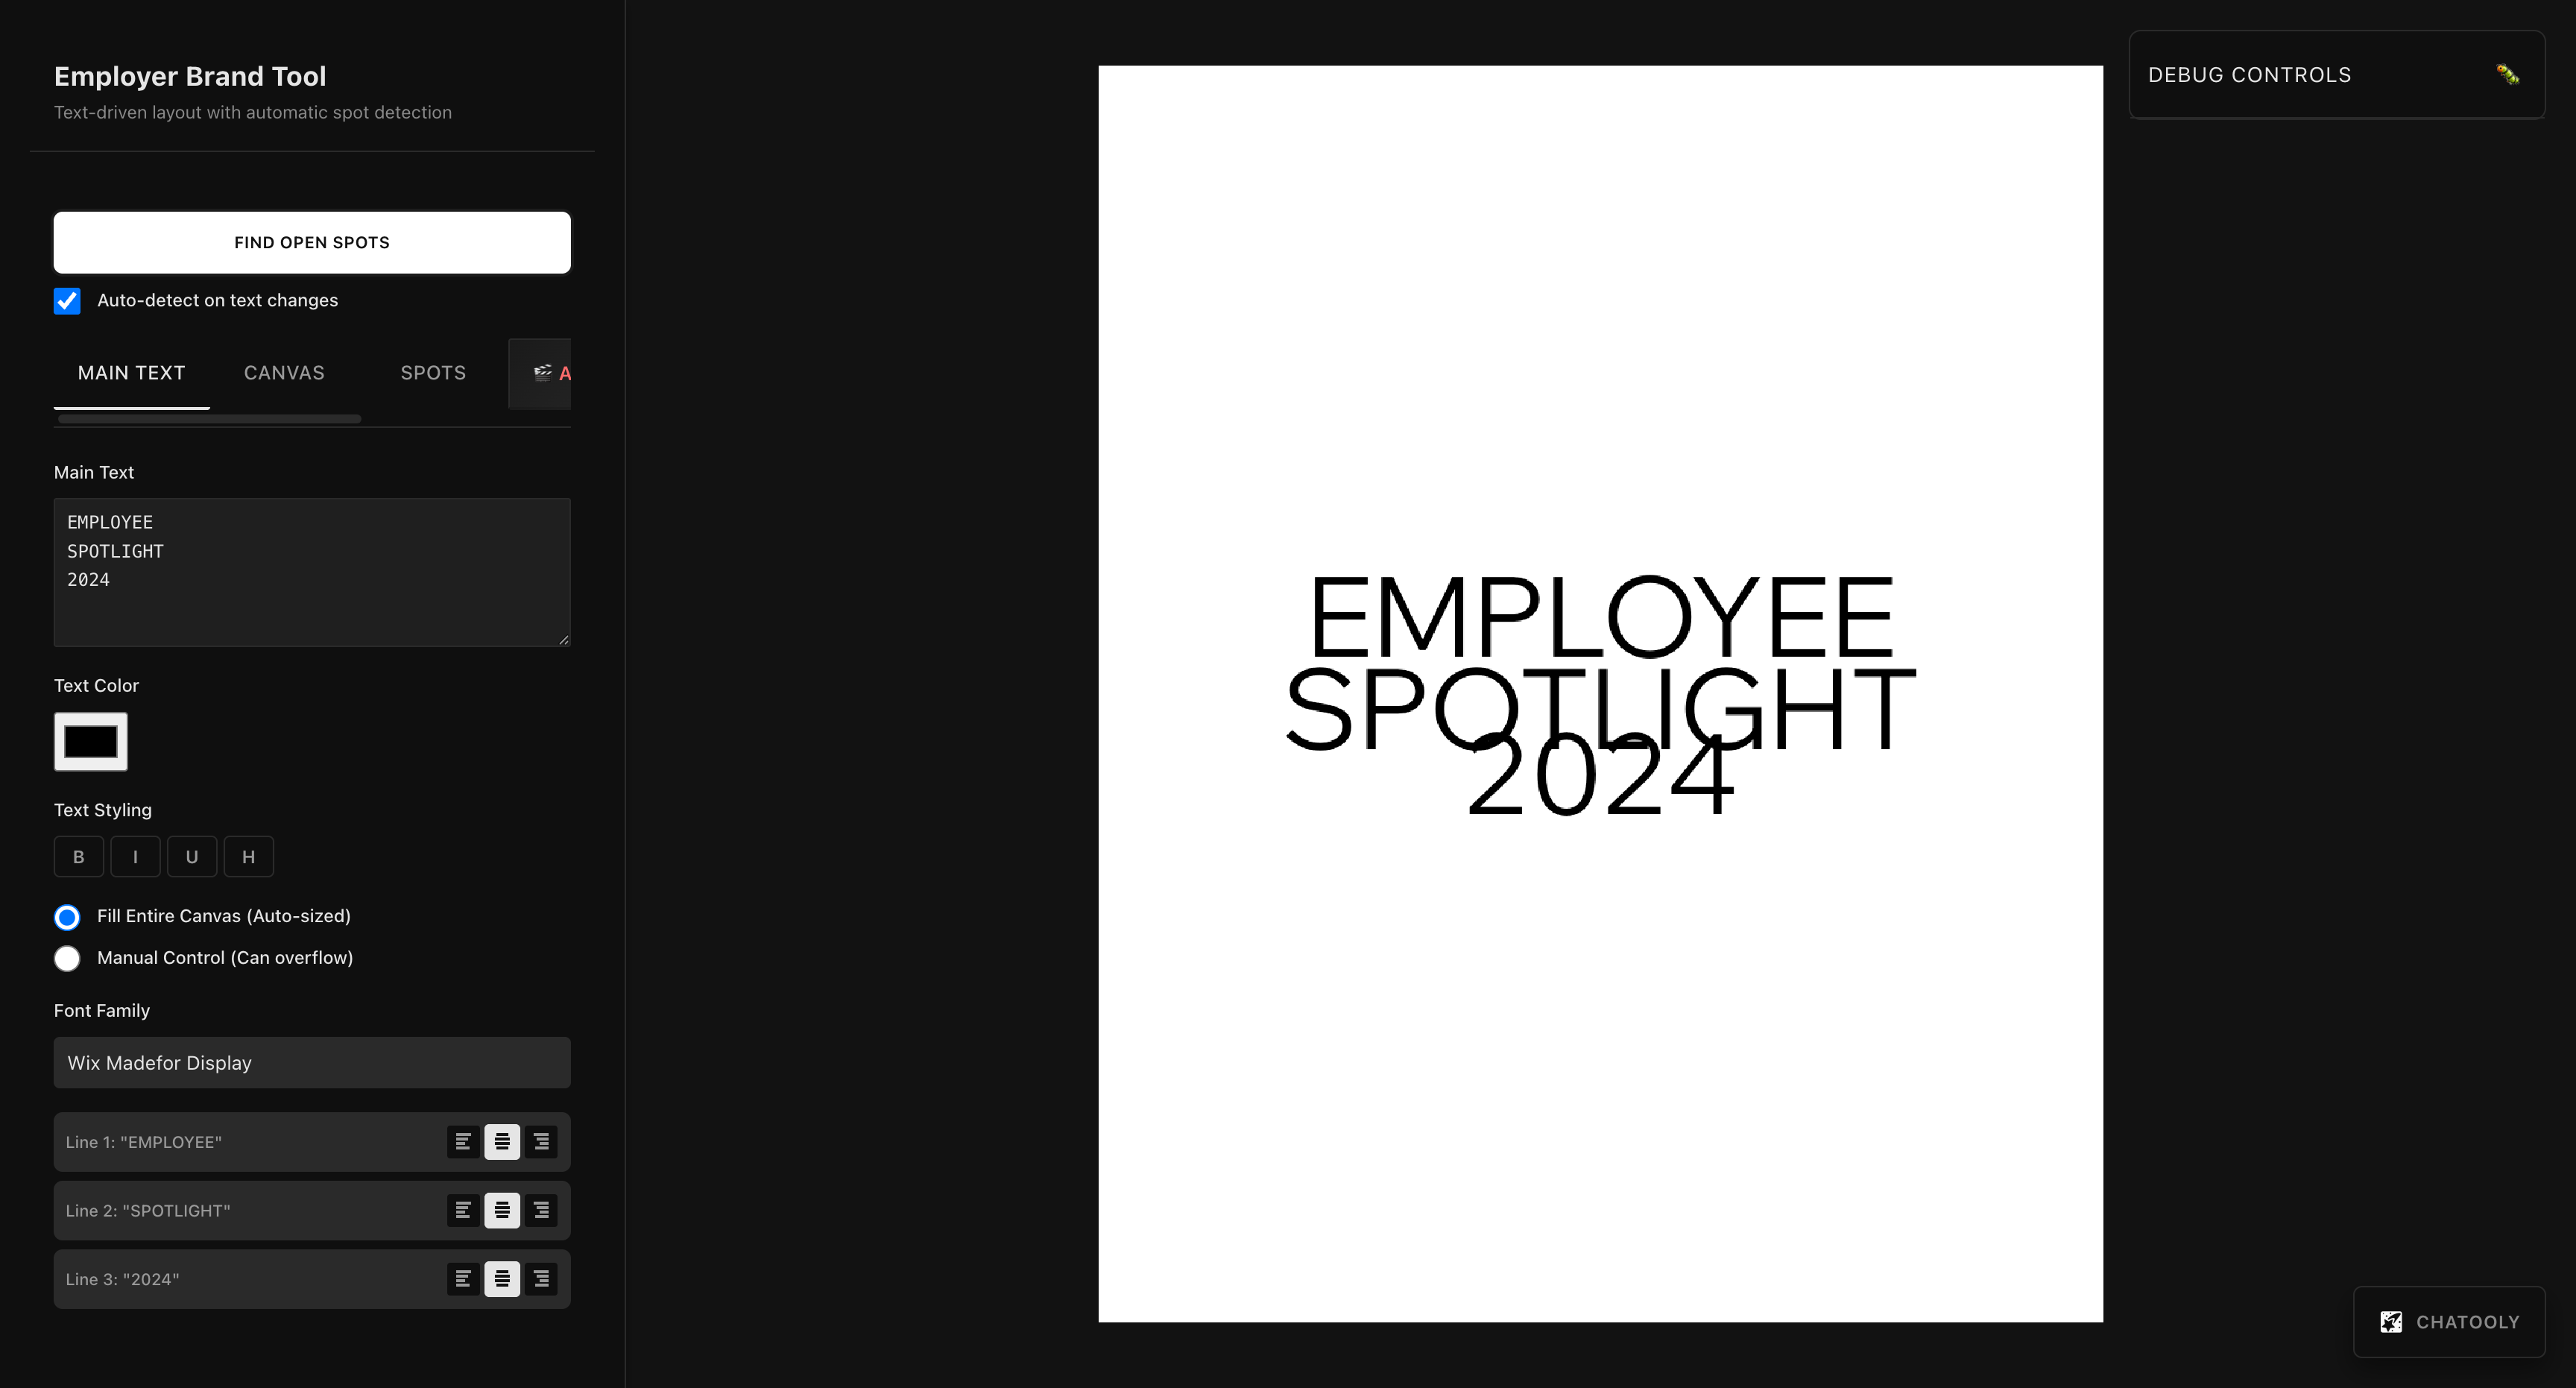 Employer Brand Tool
Text-driven layout with automatic spot detection
FIND OPEN SPOTS
Auto-detect on text changes
MAIN TEXT
CANVAS
SPOTS
A
Main Text
EMPLOYEE
SPOTLIGHT
2024
Text Color
Text Styling
B
I
U
H
Fill Entire Canvas (Auto-sized)
Manual Control (Can overflow)
Font Family
Wix Madefor Display
Line 1: "EMPLOYEE"
Line 2: "SPOTLIGHT"
Line 3: "2024"
EMPLOYEE
SPOTLIGHT
2024
DEBUG CONTROLS
CHATOOLY